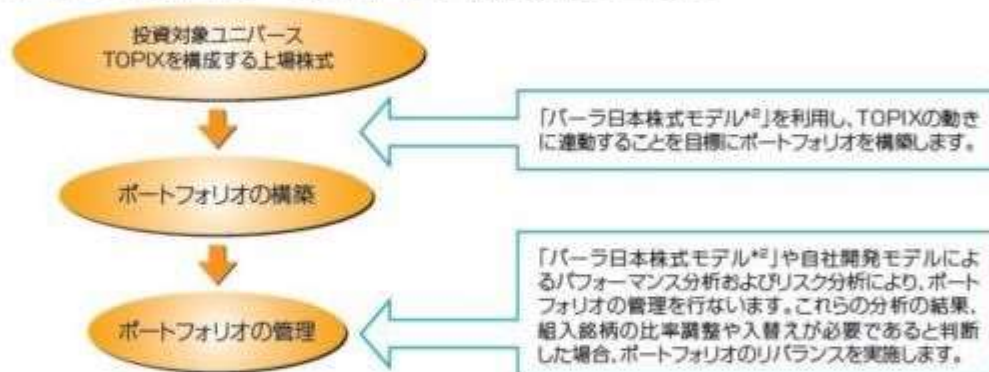 投資対象ユニバース
TOPIXを構成する上場株式
「バーラ日本株式モデル*2」を利用し、TOPIXの動き
に連動することを目標にポートフォリオを構築します。
ポートフォリオの構築
「バーラ日本株式モデル*2」や自社開発モデルによ
るパフォーマンス分析およびリスク分析により、ポート
フォリオの管理を行ないます。これらの分析の結果、
組入銘柄の比率調整や入替えが必要であると判断
した場合、ポートフォリオのリバランスを実施します。
ポートフォリオの管理